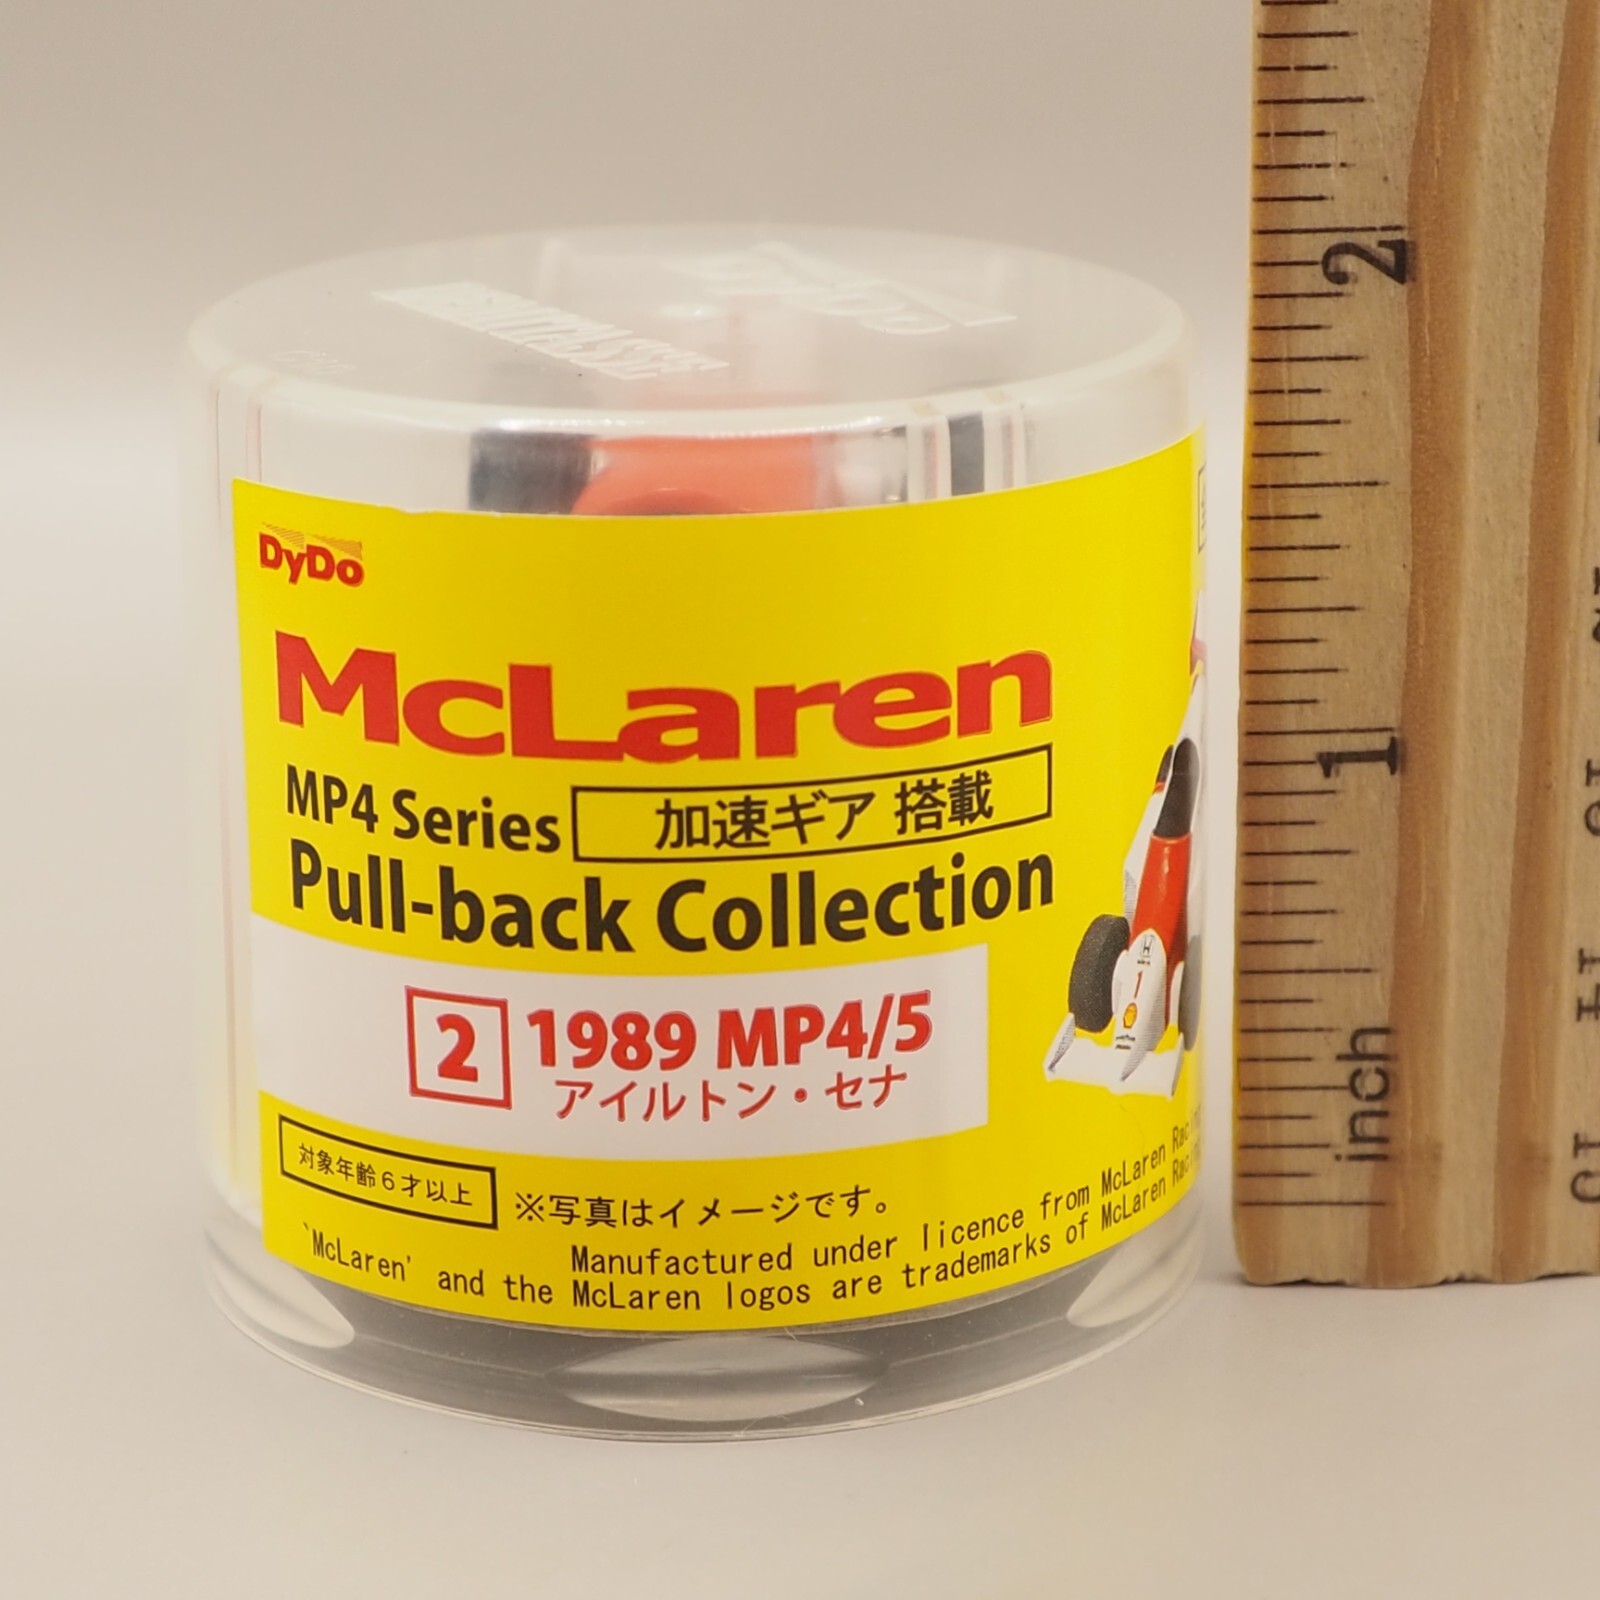 DyDo
McLaren
MP4 Series 加速ギア 搭載
Pull-back Collection
2 1989 MP4/5
アイルトン・セナ
対象年齢6才以上 ※写真はイメージです。
Manufactured under licence from McLaren
'McLaren' and the McLaren logos are trademarks of McLaren
1
2
1
inch